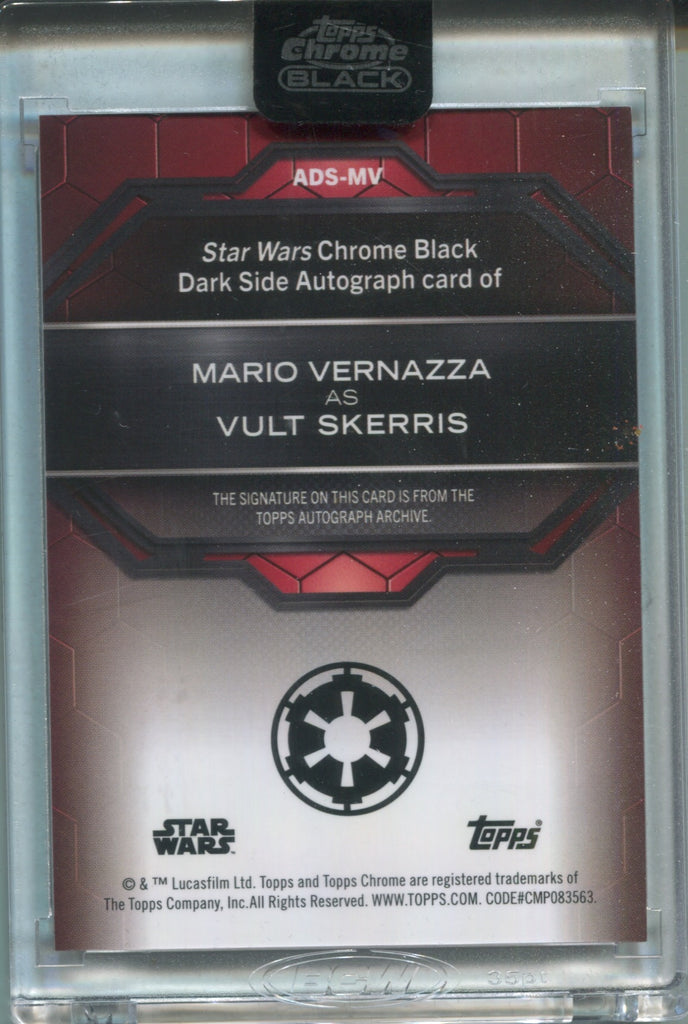 Topps
Chrome
BLACK
ADS-MV
Star Wars Chrome Black
Dark Side Autograph card of
MARIO VERNAZZA
AS
VULT SKERRIS
THE SIGNATURE ON THIS CARD IS FROM THE
TOPPS AUTOGRAPH ARCHIVE.
STAR
WARS
Topps®
© & ™ Lucasfilm Ltd. Topps and Topps Chrome are registered trademarks of
The Topps Company, Inc.All Rights Reserved. WWW.TOPPS.COM. CODE#CMP083563.
BCW
35pt